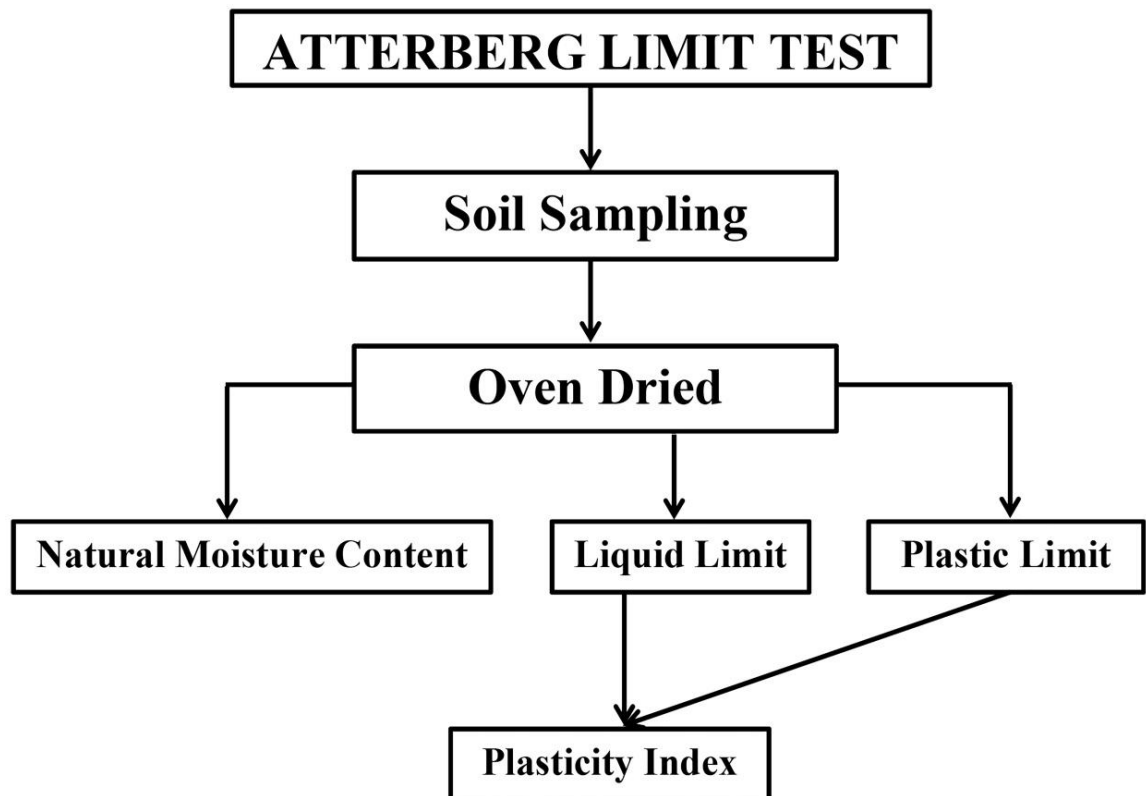 ATTERBERG LIMIT TEST
Soil Sampling
Oven Dried
Natural Moisture Content
Liquid Limit
Plastic Limit
Plasticity Index